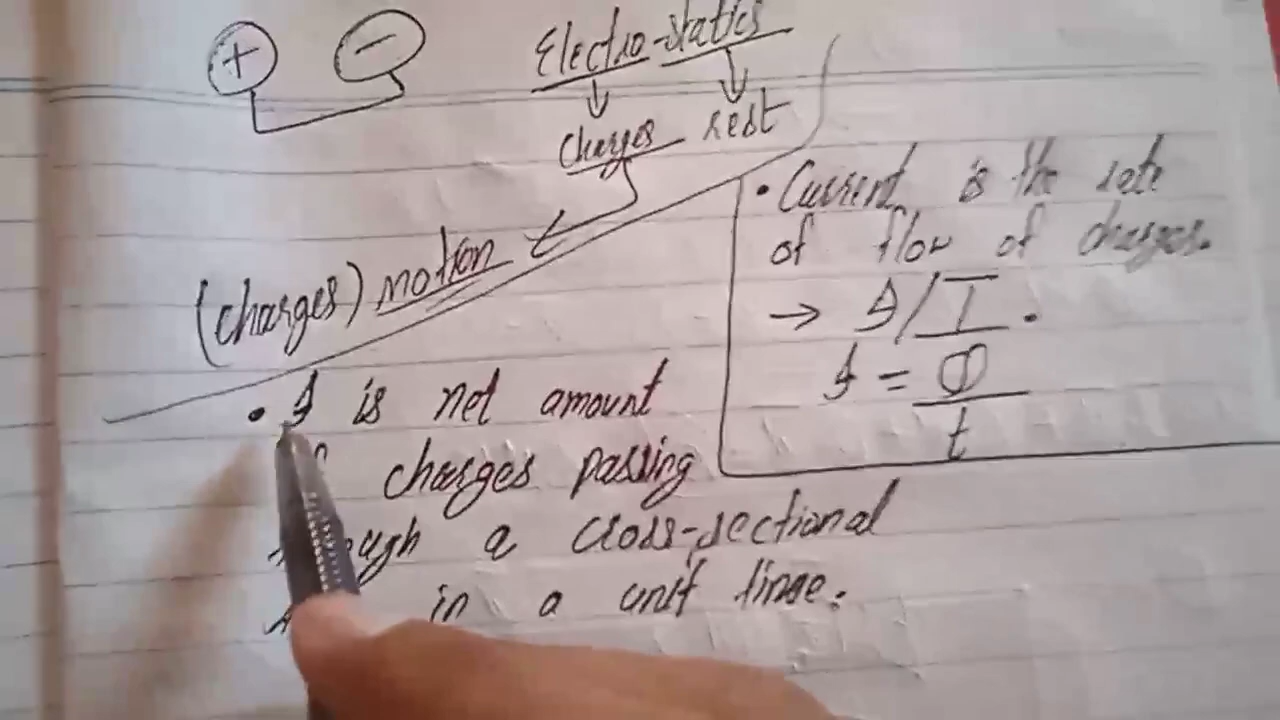 + −
Electro-statics
charges rest
(charges) motion
• Current is the rate
of flow of charges.
→ I/I.
I = Q
t
• I is net amount
charges passing
a cross-sectional
in a unit time.